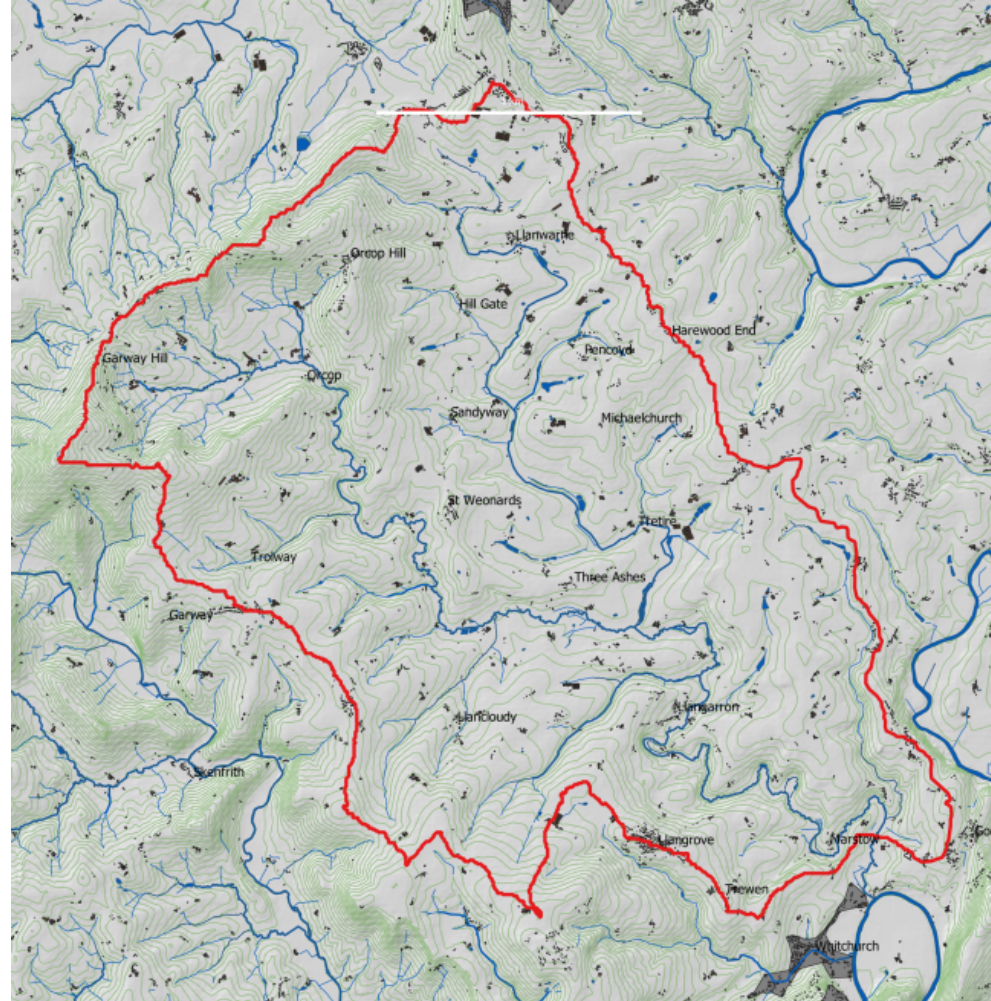 Llanwarne
Orcop Hill
Hill Gate
Harewood End
Pencoyd
Garway Hill
Orcop
Sandyway
Michaelchurch
St Weonards
Tretire
Trolway
Three Ashes
Garway
Llangarron
Llancloudy
Skenfrith
Llangrove
Marstow
Trewen
Whitchurch